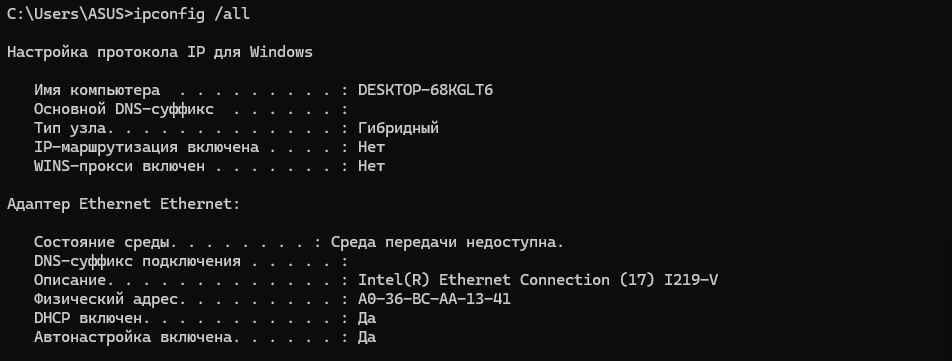 C:\Users\ASUS>ipconfig /all
Настройка протокола IP для Windows
Имя компьютера  . . . . . . . . . : DESKTOP-68KGLT6
Основной DNS-суффикс  . . . . . . :
Тип узла. . . . . . . . . . . . . : Гибридный
IP-маршрутизация включена . . . . : Нет
WINS-прокси включен . . . . . . . : Нет
Адаптер Ethernet Ethernet:
Состояние среды. . . . . . . . : Среда передачи недоступна.
DNS-суффикс подключения . . . . . :
Описание. . . . . . . . . . . . . : Intel(R) Ethernet Connection (17) I219-V
Физический адрес. . . . . . . . . : A0-36-BC-AA-13-41
DHCP включен. . . . . . . . . . . : Да
Автонастройка включена. . . . . . : Да